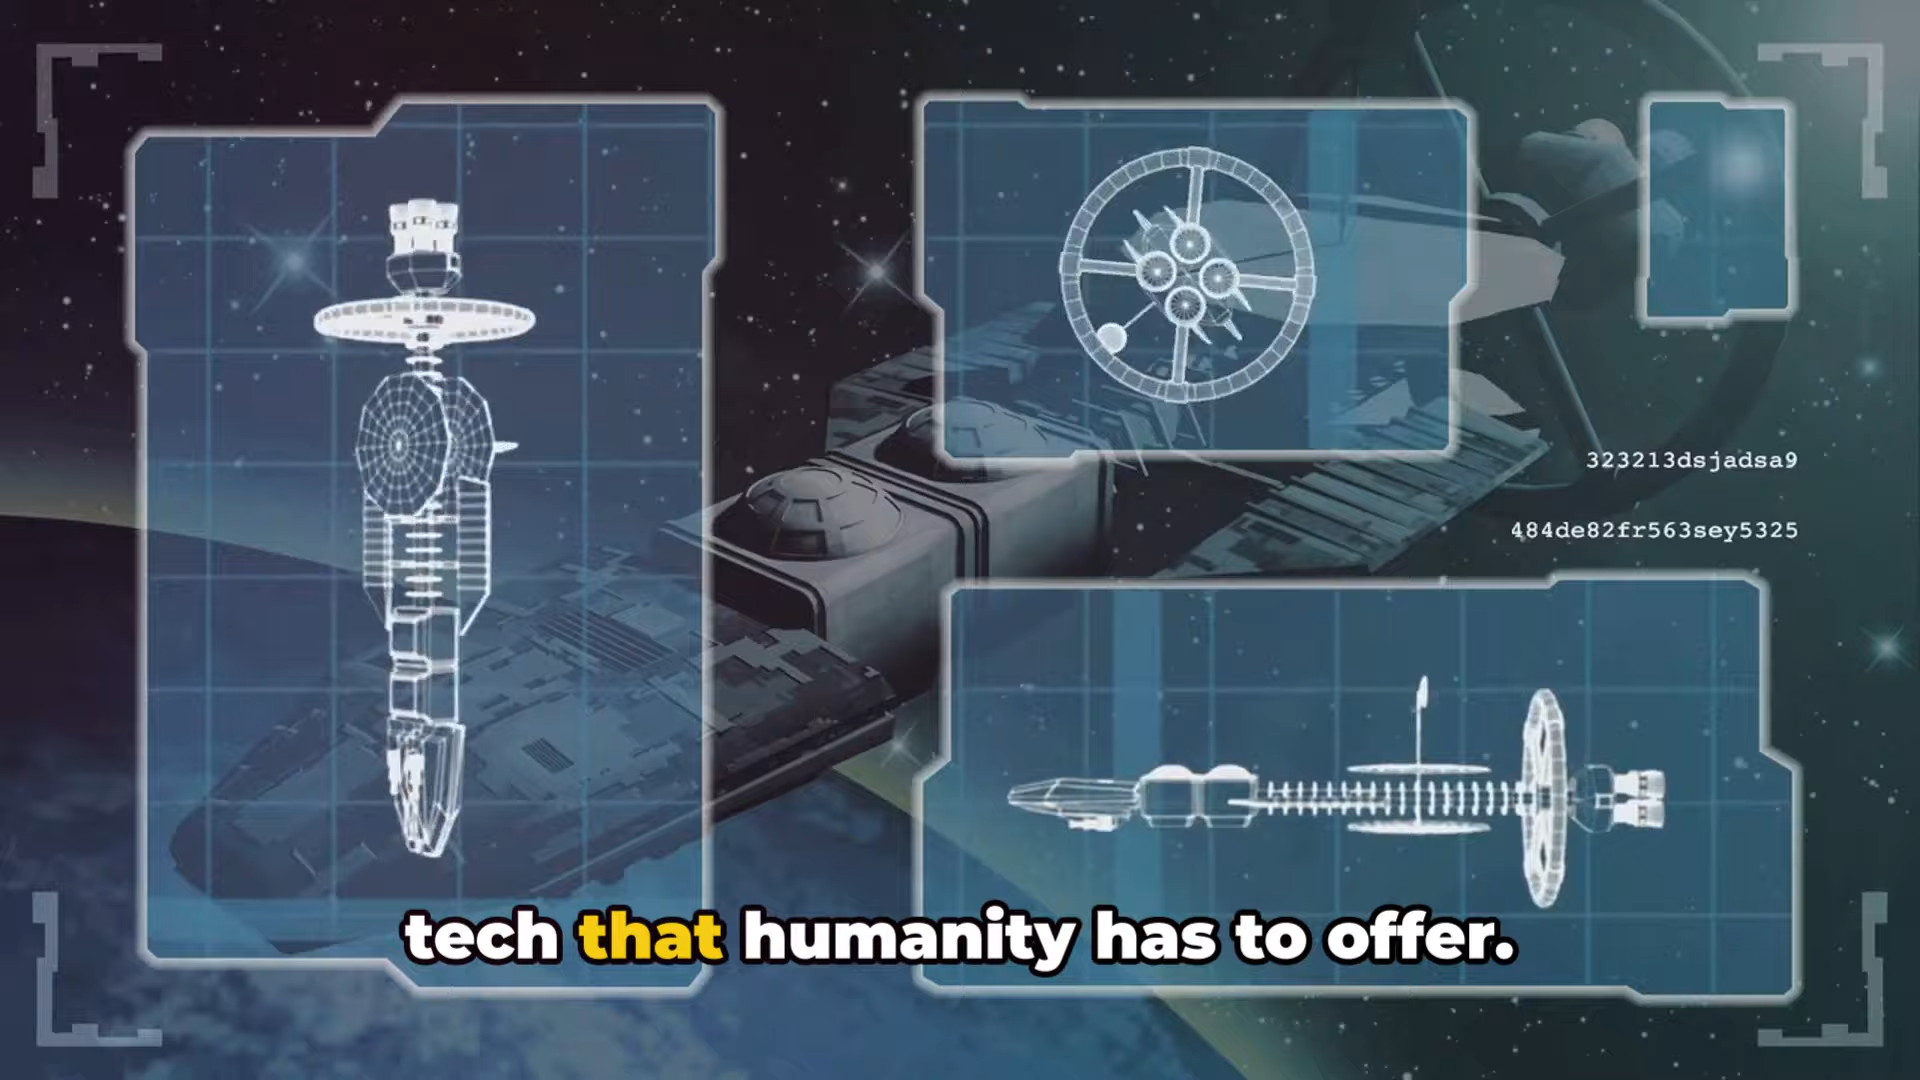 323213dsjadsa9
484de82fr563sey5325
tech that humanity has to offer.